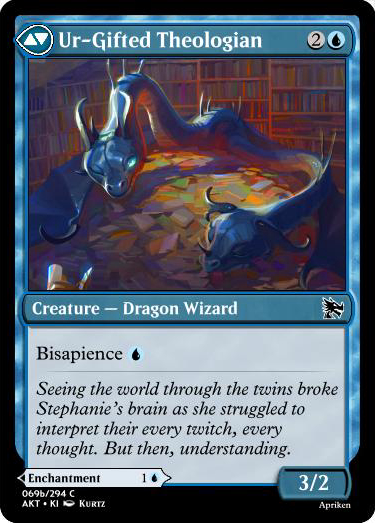 Ur-Gifted Theologian 2
Creature — Dragon Wizard
Bisapience
Seeing the world through the twins broke
Stephanie's brain as she struggled to
interpret their every twitch, every
thought. But then, understanding.
Enchantment 1
3/2
069b/294 C
AKT • KI Kurtz
Apriken